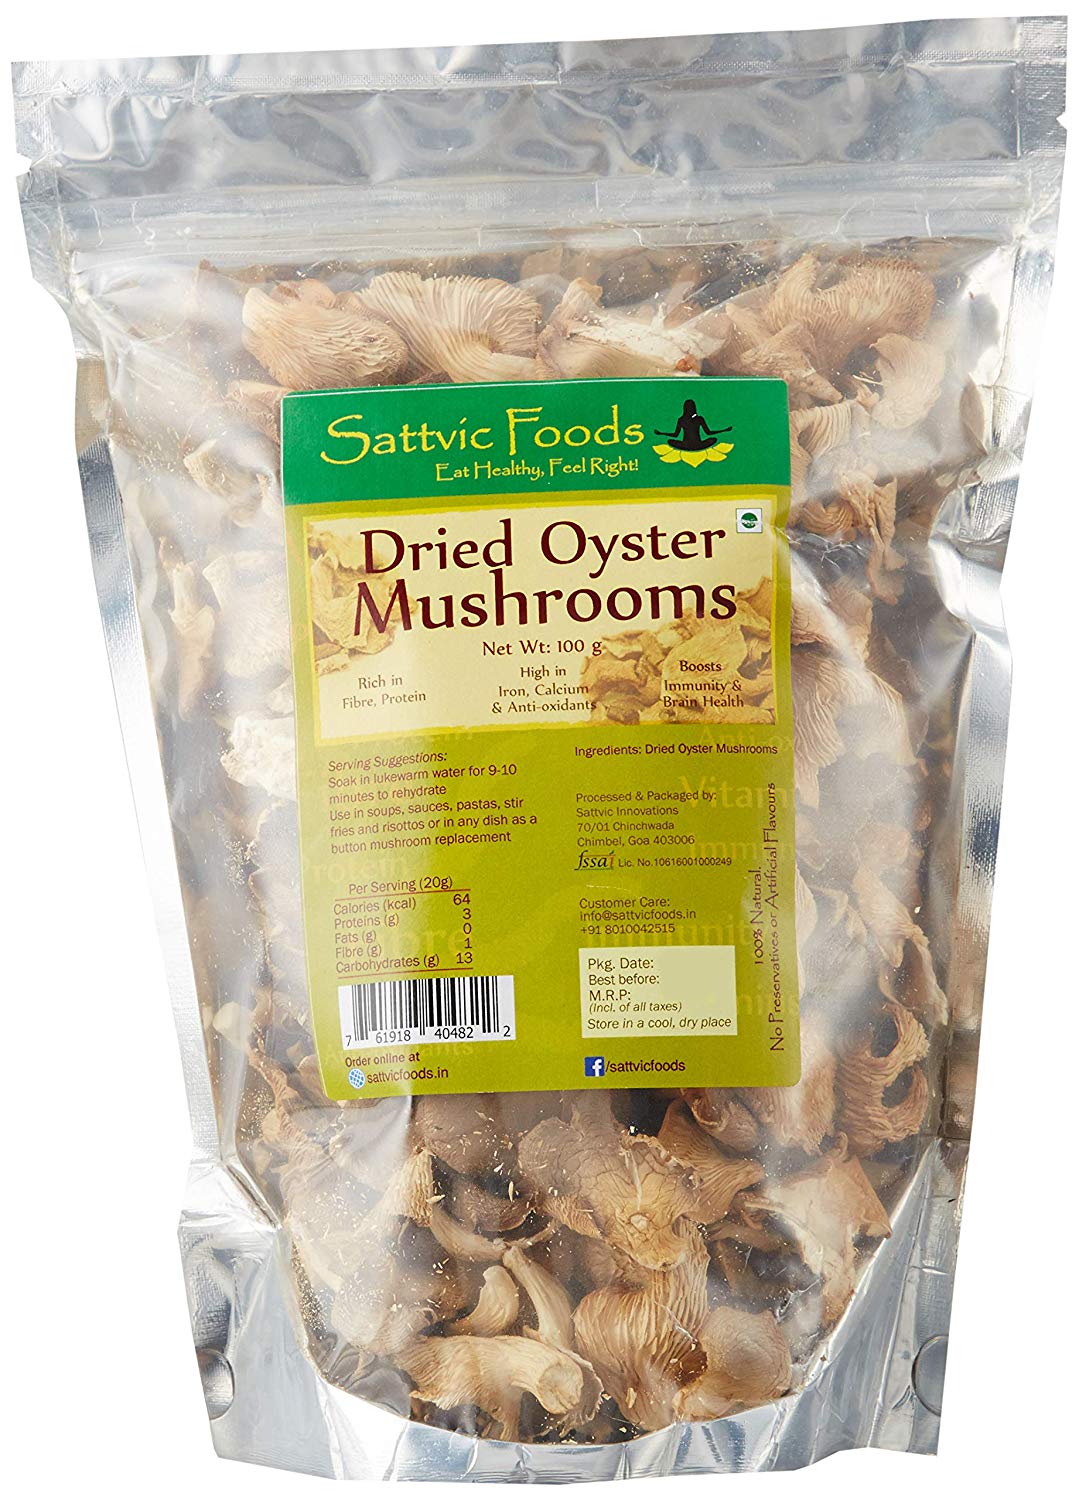 Sattvic Foods
Eat Healthy, Feel Right!
Dried Oyster
Mushrooms
Net Wt: 100 g
Rich in
Fibre, Protein
High in
Iron, Calcium
& Anti-oxidants
Boosts
Immunity &
Brain Health
Serving Suggestions:
Soak in lukewarm water for 9-10
minutes to rehydrate
Use in soups, sauces, pastas, stir
fries and risottos or in any dish as a
button mushroom replacement
Per Serving (20g)
Calories (kcal) 64
Proteins (g) 3
Fats (g) 0
Fibre (g) 1
Carbohydrates (g) 13
7 61918 40482 2
Order online at
sattvicfoods.in
Ingredients: Dried Oyster Mushrooms
Processed & Packaged by:
Sattvic Innovations
70/01 Chinchwada
Chimbel, Goa 403006
fssai Lic. No.10616001000249
Customer Care:
info@sattvicfoods.in
+91 8010042515
Pkg. Date:
Best before:
M.R.P:
(Incl. of all taxes)
Store in a cool, dry place
f/sattvicfoods
100% Natural.
No Preservatives or Artificial Flavours